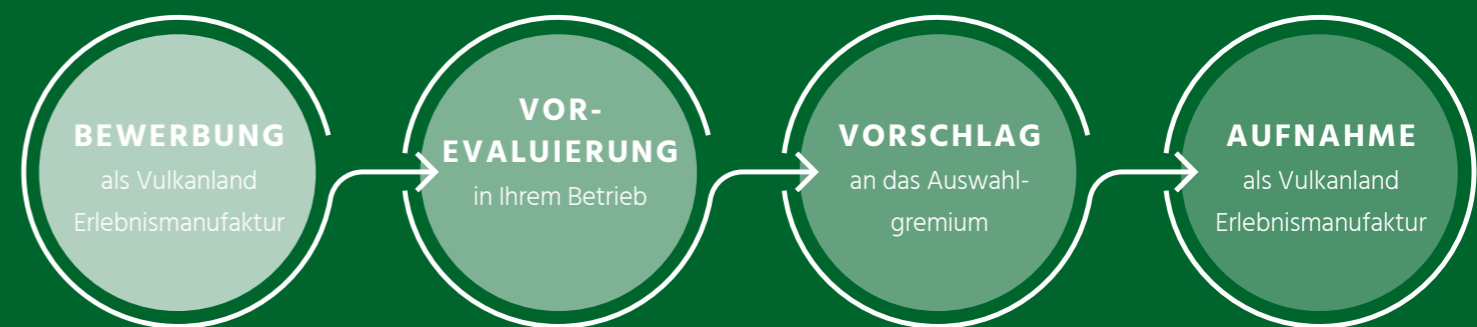 BEWERBUNG
als Vulkanland
Erlebnismanufaktur
VOR-
EVALUIERUNG
in Ihrem Betrieb
VORSCHLAG
an das Auswahl-
gremium
AUFNAHME
als Vulkanland
Erlebnismanufaktur